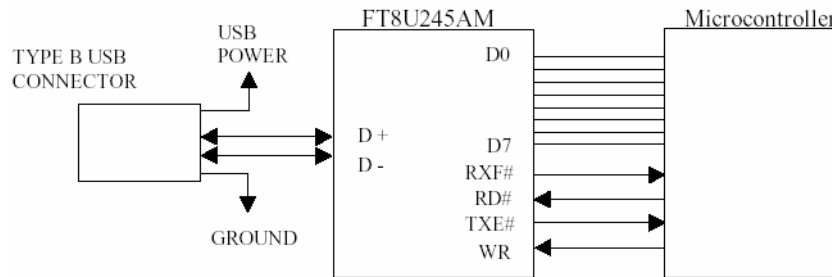 FT8U245AM
Microcontroller
USB
POWER
TYPE B USB
CONNECTOR
D0
D +
D -
D7
RXF#
RD#
TXE#
WR
GROUND